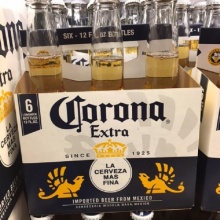 SIX - 12 FL OZ BOTTLES
6
Corona
Extra
SINCE 1925
LA
CERVEZA
MAS
FINA
IMPORTED BEER FROM MEXICO